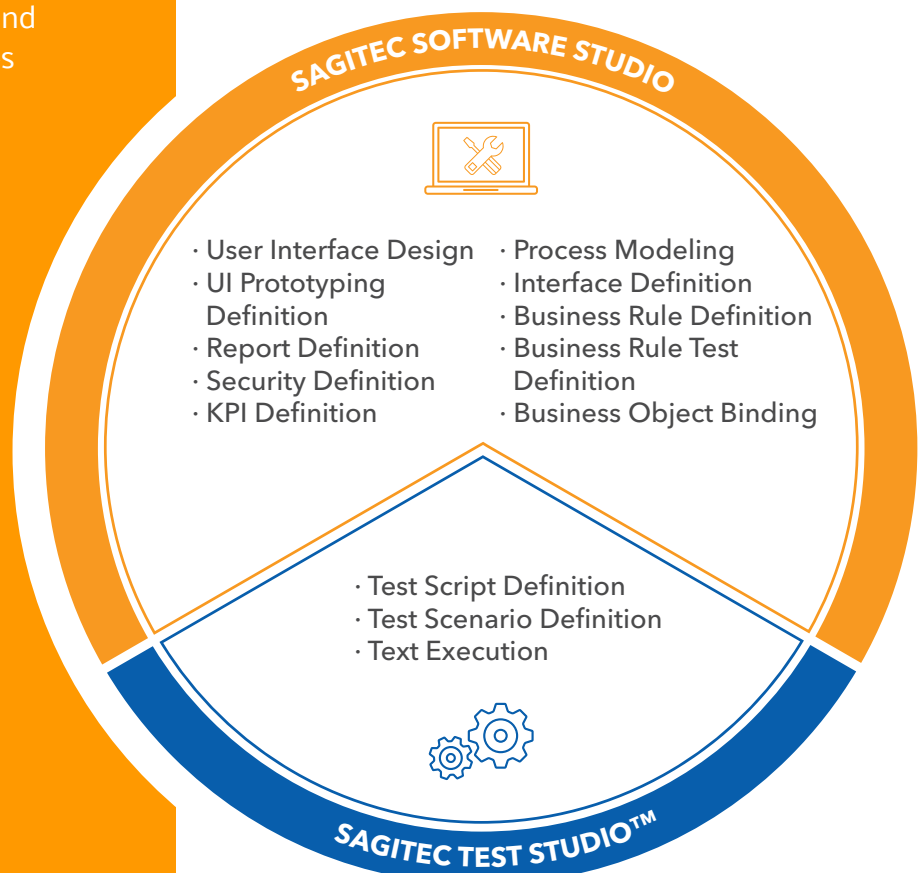 nd
s
SAGITEC SOFTWARE STUDIO
· User Interface Design
· UI Prototyping
Definition
· Report Definition
· Security Definition
· KPI Definition
· Process Modeling
· Interface Definition
· Business Rule Definition
· Business Rule Test
Definition
· Business Object Binding
· Test Script Definition
· Test Scenario Definition
· Text Execution
SAGITEC TEST STUDIO™